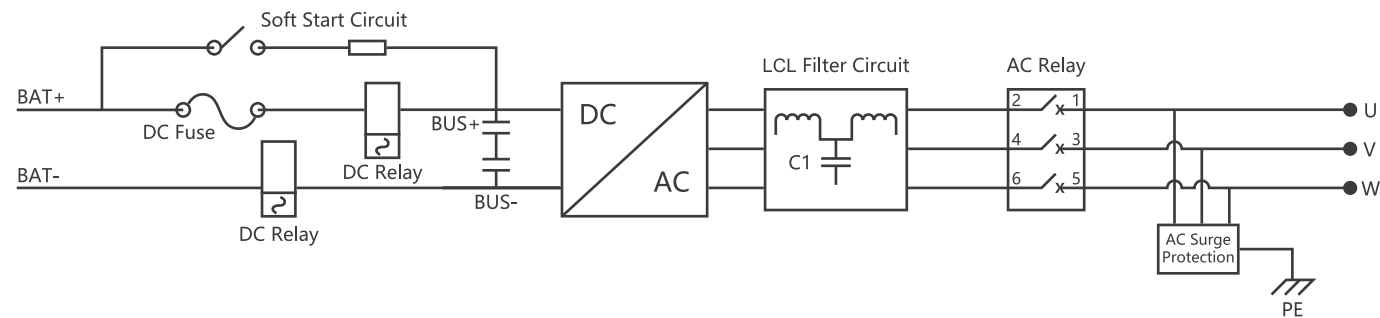 Soft Start Circuit
BAT+
DC Fuse
BUS+
DC Relay
BAT-
BUS-
DC Relay
DC
AC
LCL Filter Circuit
C1
AC Relay
2 1
4 3
6 5
U
V
W
AC Surge
Protection
PE